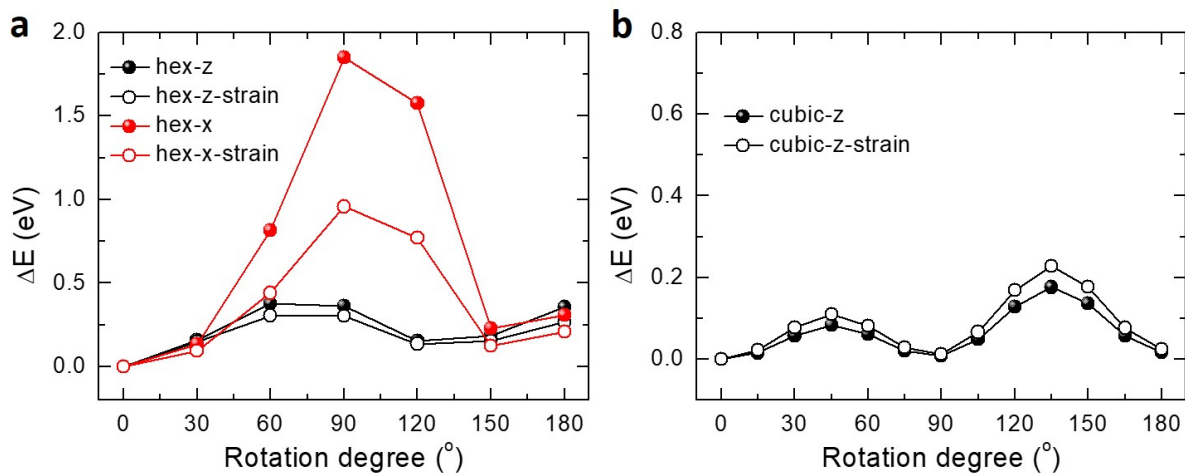 a
2.0
1.5
1.0
0.5
0.0
ΔE (eV)
hex-z
hex-z-strain
hex-x
hex-x-strain
0 30 60 90 120 150 180
Rotation degree (°)
b
0.8
0.6
0.4
0.2
0.0
ΔE (eV)
cubic-z
cubic-z-strain
0 30 60 90 120 150 180
Rotation degree (°)